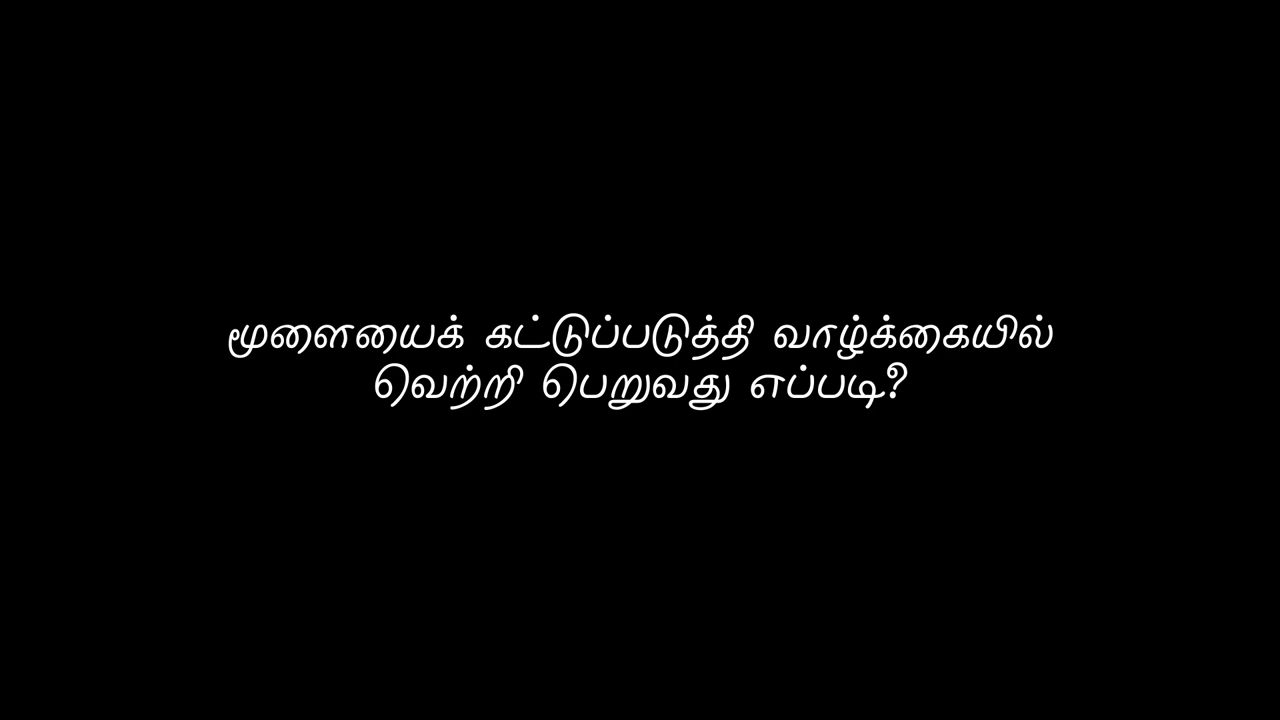 மூளையைக் கட்டுப்படுத்தி வாழ்க்கையில்
வெற்றி பெறுவது எப்படி?